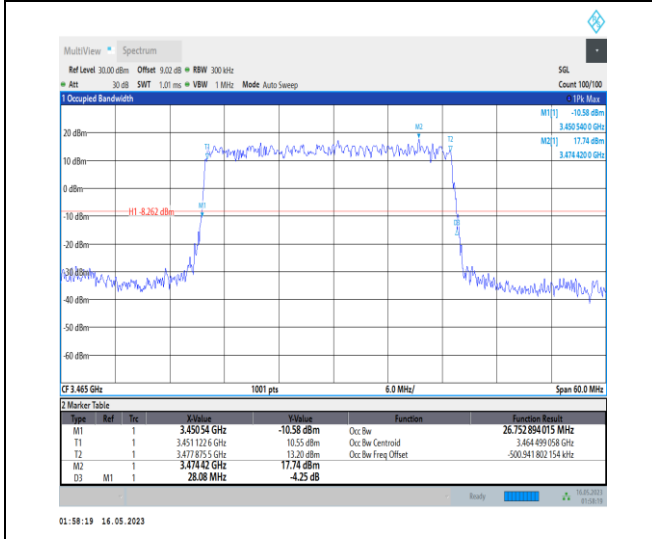 MultiView Spectrum
Ref Level 30.00 dBm Offset 9.02 dB RBW 300 kHz SGL
Att 30 dB SWT 1.01 ms VBW 1 MHz Mode Auto Sweep Count 100/100
1 Occupied Bandwidth 1Pk Max
M1[1] -10.58 dBm
3.450 540 0 GHz
M2[1] 17.74 dBm
3.474 420 0 GHz
20 dBm
M2
T1
T2
10 dBm
0 dBm
M1
H1 -8.262 dBm
-10 dBm
D3
-20 dBm
-30 dBm
-40 dBm
-50 dBm
-60 dBm
CF 3.465 GHz 1001 pts 6.0 MHz/ Span 60.0 MHz
2 Marker Table
Type Ref Trc X-Value Y-Value Function Function Result
M1 1 3.450 54 GHz -10.58 dBm Occ Bw 26.752 894 015 MHz
T1 1 3.451 122 6 GHz 10.55 dBm Occ Bw Centroid 3.464 499 058 GHz
T2 1 3.477 875 5 GHz 13.20 dBm Occ Bw Freq Offset -500.941 802 154 kHz
M2 1 3.474 42 GHz 17.74 dBm
D3 M1 1 28.08 MHz -4.25 dB
Ready 16.05.2023
01:58:19
01:58:19 16.05.2023